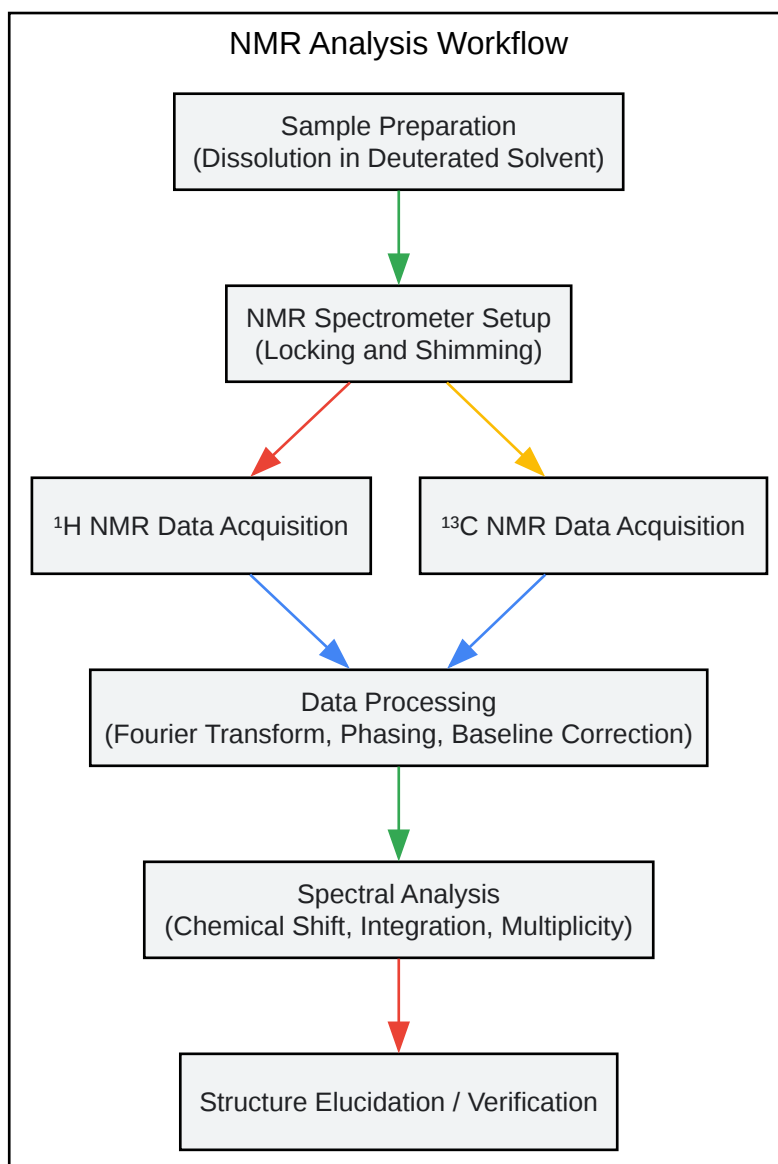 NMR Analysis Workflow
Sample Preparation
(Dissolution in Deuterated Solvent)
NMR Spectrometer Setup
(Locking and Shimming)
¹H NMR Data Acquisition
¹³C NMR Data Acquisition
Data Processing
(Fourier Transform, Phasing, Baseline Correction)
Spectral Analysis
(Chemical Shift, Integration, Multiplicity)
Structure Elucidation / Verification